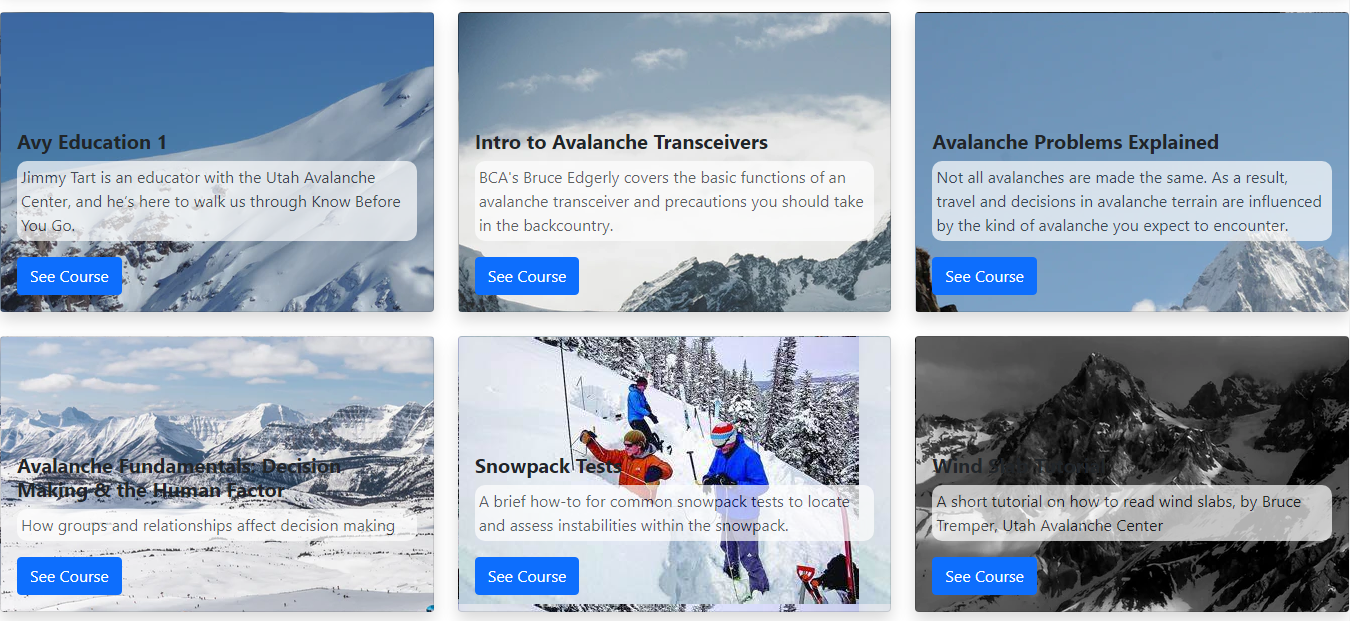 Avy Education 1
Jimmy Tart is an educator with the Utah Avalanche
Center, and he's here to walk us through Know Before
You Go.
See Course
Intro to Avalanche Transceivers
BCA's Bruce Edgerly covers the basic functions of an
avalanche transceiver and precautions you should take
in the backcountry.
See Course
Avalanche Problems Explained
Not all avalanches are made the same. As a result,
travel and decisions in avalanche terrain are influenced
by the kind of avalanche you expect to encounter.
See Course
Avalanche Fundamentals: Decision
Making & the Human Factor
How groups and relationships affect decision making
See Course
Snowpack Tests
A brief how-to for common snowpack tests to locate
and assess instabilities within the snowpack.
See Course
Wind
A short tutorial on how to read wind slabs, by Bruce
Tremper, Utah Avalanche Center
See Course